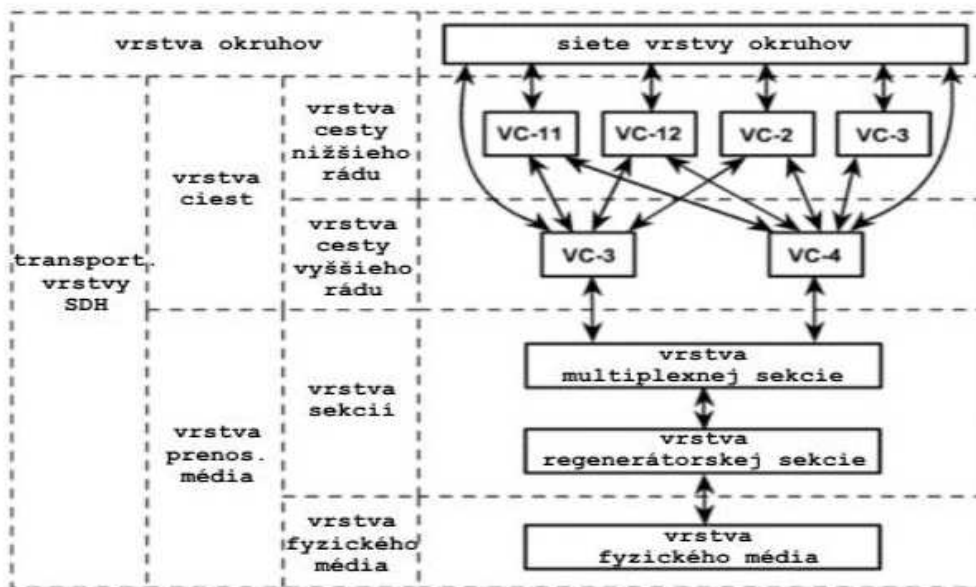 vrstva okruhov
siete vrstvy okruhov
transport.
vrstvy
SDH
vrstva
ciest
vrstva
cesty
nižšieho
rádu
VC-11
VC-12
VC-2
VC-3
vrstva
cesty
vyššieho
rádu
VC-3
VC-4
vrstva
prenos.
média
vrstva
sekcií
vrstva
multiplexnej sekcie
vrstva
regenerátorskej sekcie
vrstva
fyzického
média
vrstva
fyzického média